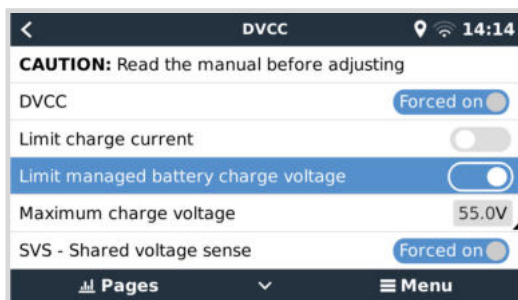 DVCC 14:14
CAUTION: Read the manual before adjusting
DVCC Forced on
Limit charge current
Limit managed battery charge voltage
Maximum charge voltage 55.0V
SVS - Shared voltage sense Forced on
Pages Menu